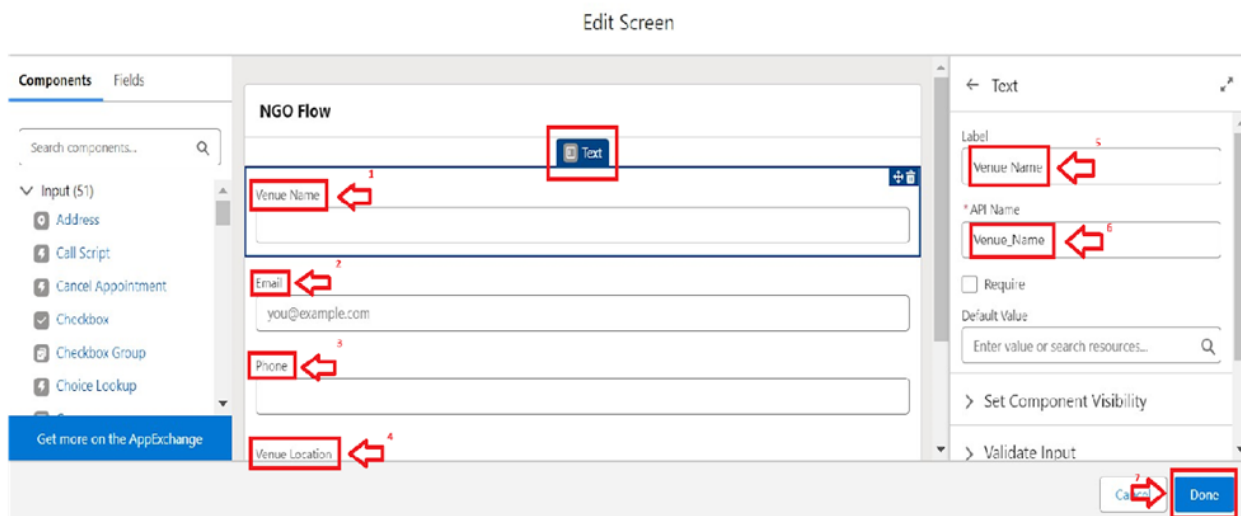 Edit Screen
Components Fields
Search components...
Input (51)
Address
Call Script
Cancel Appointment
Checkbox
Checkbox Group
Choice Lookup
Get more on the AppExchange
NGO Flow
Text
Venue Name 1
Email 2
you@example.com
Phone 3
Venue Location 4
Text
Label
Venue Name 5
*API Name
Venue_Name 6
Require
Default Value
Enter value or search resources...
Set Component Visibility
Validate Input
Cancel 7 Done